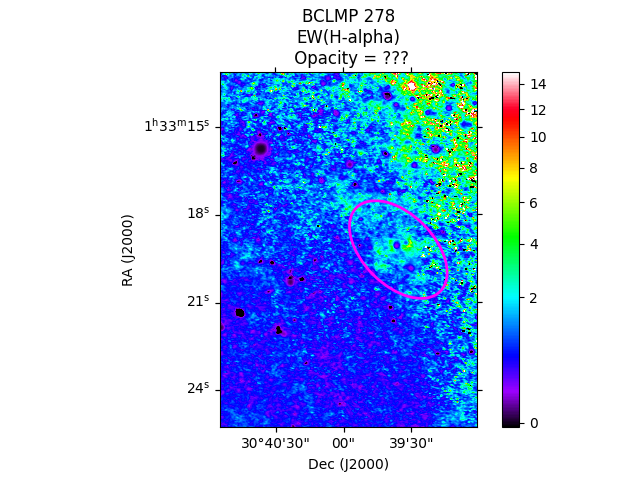 BCLMP 278
EW(H-alpha)
Opacity = ???
14
12
10
8
6
4
2
0
1ʰ33ᵐ15ˢ
18ˢ
21ˢ
24ˢ
RA (J2000)
30°40'30" 00" 39'30"
Dec (J2000)